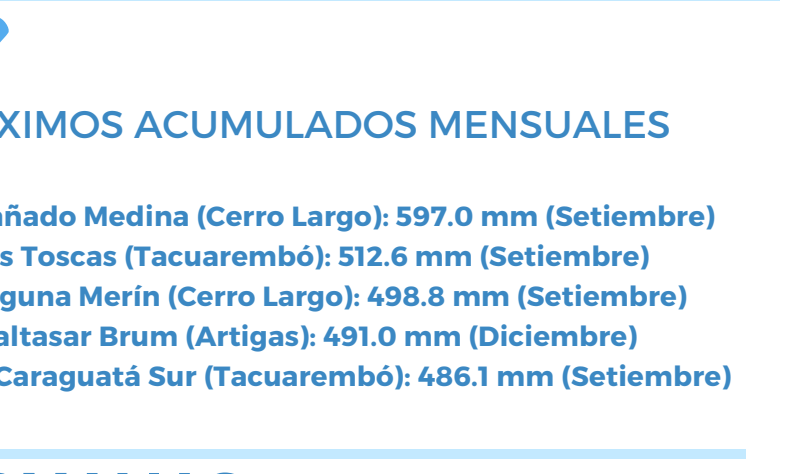 XIMOS ACUMULADOS MENSUALES
añado Medina (Cerro Largo): 597.0 mm (Setiembre)
s Toscas (Tacuarembó): 512.6 mm (Setiembre)
guna Merín (Cerro Largo): 498.8 mm (Setiembre)
altasar Brum (Artigas): 491.0 mm (Diciembre)
Caraguatá Sur (Tacuarembó): 486.1 mm (Setiembre)